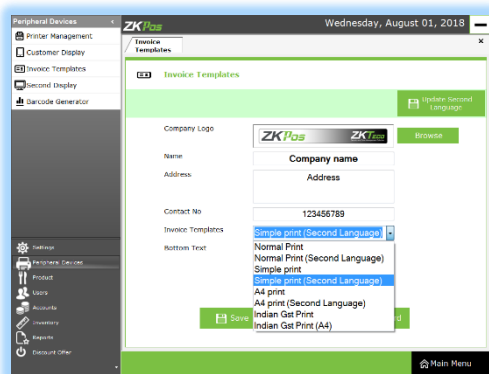 Peripheral Devices
Printer Management
Customer Display
Invoice Templates
Second Display
Barcode Generator
Settings
Peripheral Devices
Product
Users
Accounts
Inventory
Reports
Discount Offer
ZKPos
Wednesday, August 01, 2018
Invoice
Templates
x
Invoice Templates
Update Second
Language
Company Logo
ZKPos ZKTeco
Browse
Name
Company name
Address
Address
Contact No
123456789
Invoice Templates
Simple print (Second Language)
Bottom Text
Normal Print
Normal Print (Second Language)
Simple print
Simple print (Second Language)
A4 print
A4 print (Second Language)
Indian Gst Print
Indian Gst Print (A4)
Save
Main Menu